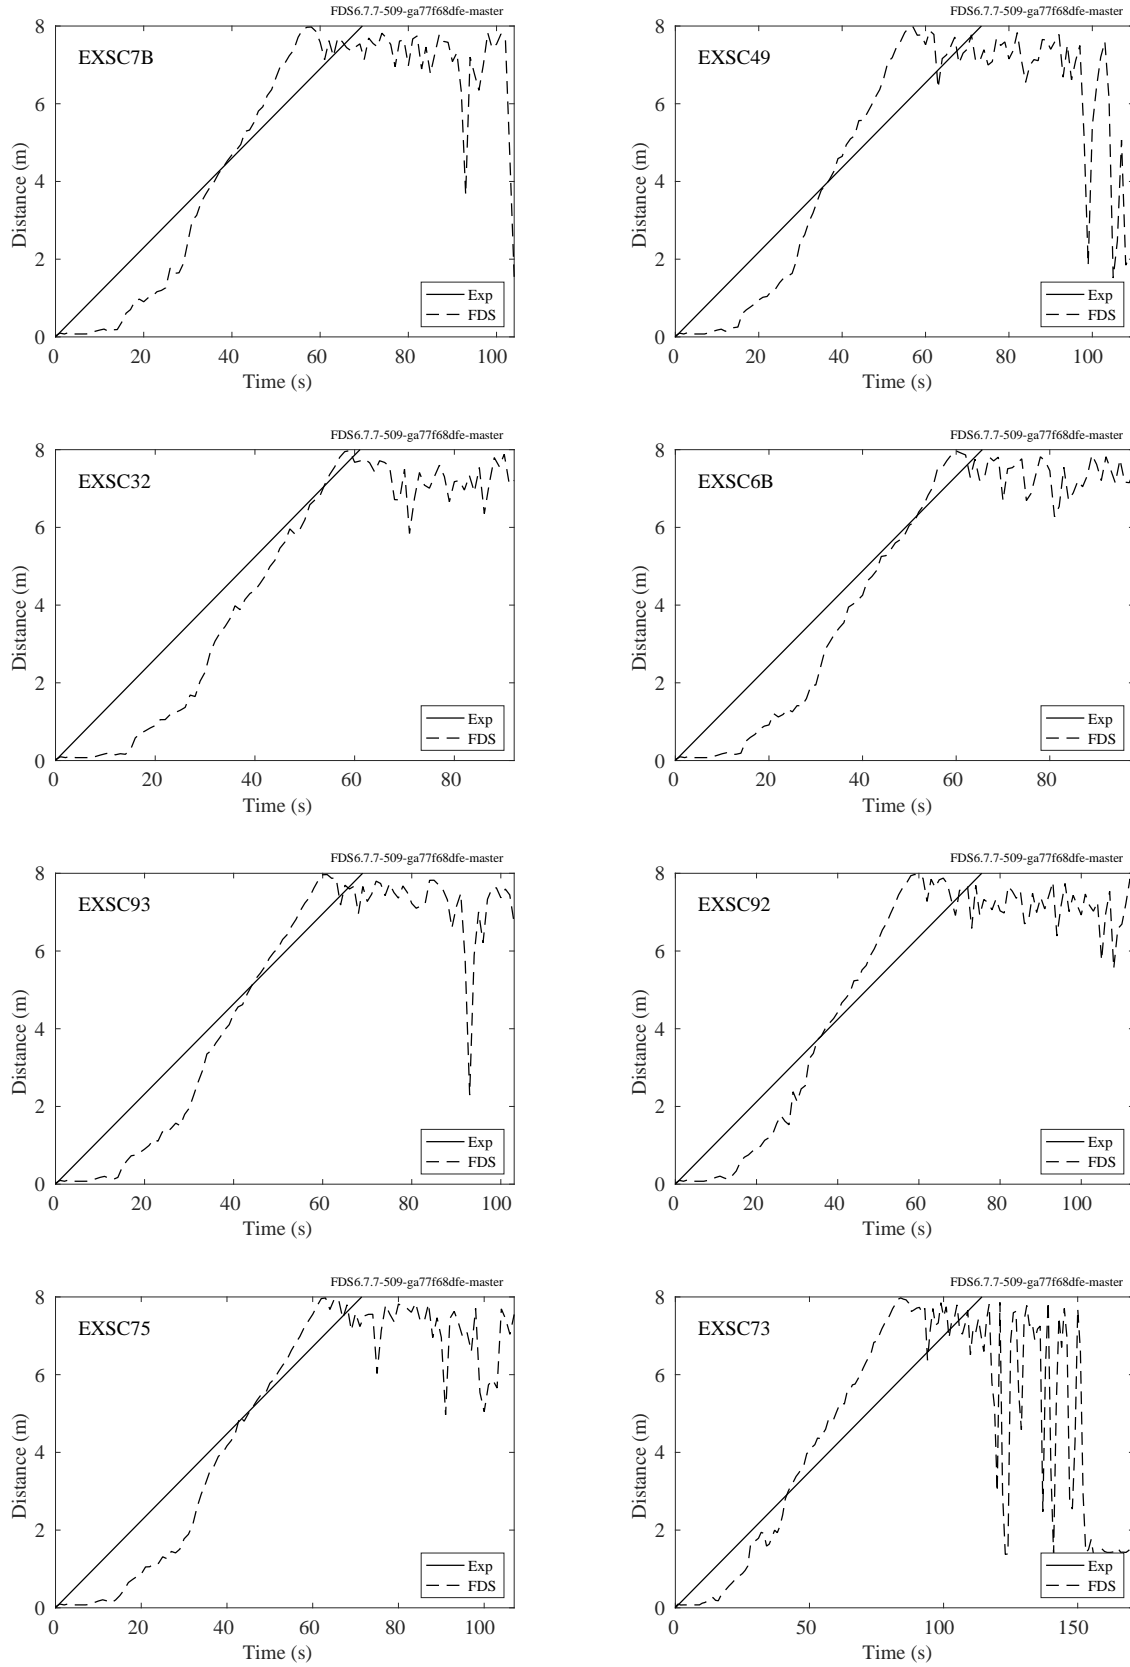 FDS6.7.7-509-ga77f68dfe-master
EXSC7B
Distance (m)
8
6
4
2
0
0 20 40 60 80 100
Time (s)
Exp
FDS
FDS6.7.7-509-ga77f68dfe-master
EXSC49
Distance (m)
8
6
4
2
0
0 20 40 60 80 100
Time (s)
Exp
FDS
FDS6.7.7-509-ga77f68dfe-master
EXSC32
Distance (m)
8
6
4
2
0
0 20 40 60 80
Time (s)
Exp
FDS
FDS6.7.7-509-ga77f68dfe-master
EXSC6B
Distance (m)
8
6
4
2
0
0 20 40 60 80
Time (s)
Exp
FDS
FDS6.7.7-509-ga77f68dfe-master
EXSC93
Distance (m)
8
6
4
2
0
0 20 40 60 80 100
Time (s)
Exp
FDS
FDS6.7.7-509-ga77f68dfe-master
EXSC92
Distance (m)
8
6
4
2
0
0 20 40 60 80 100
Time (s)
Exp
FDS
FDS6.7.7-509-ga77f68dfe-master
EXSC75
Distance (m)
8
6
4
2
0
0 20 40 60 80 100
Time (s)
Exp
FDS
FDS6.7.7-509-ga77f68dfe-master
EXSC73
Distance (m)
8
6
4
2
0
0 50 100 150
Time (s)
Exp
FDS